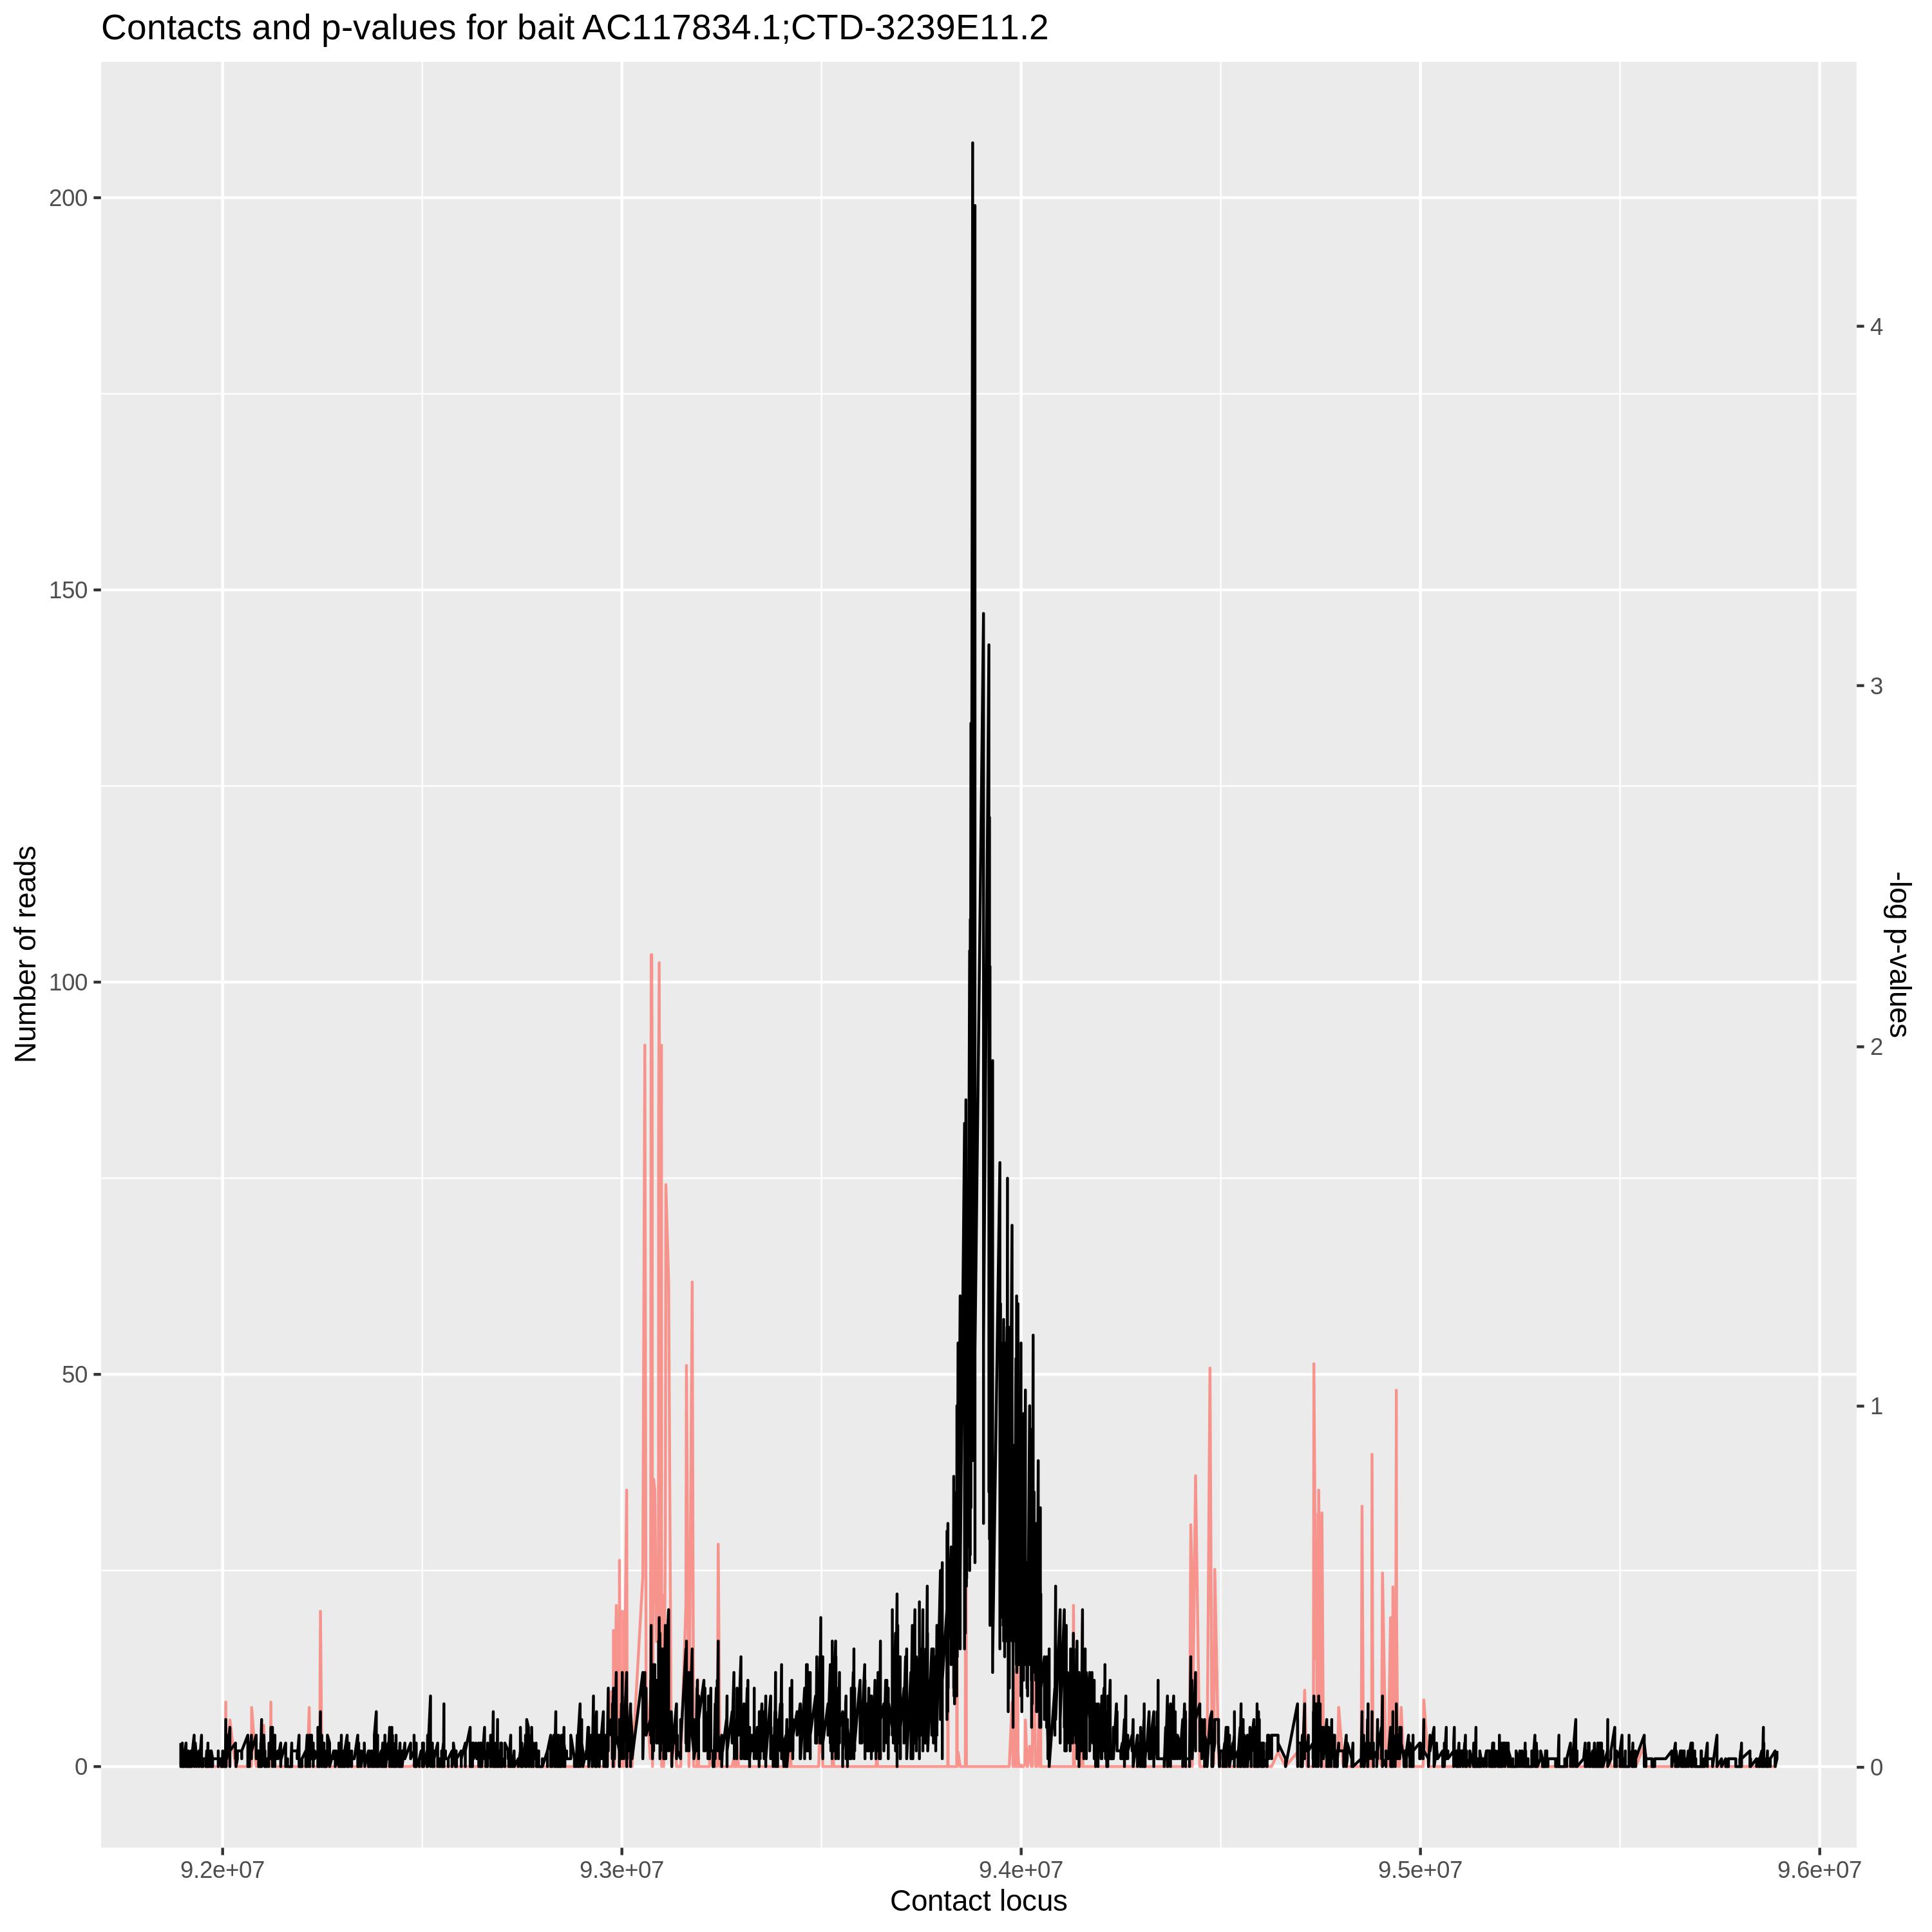 Contacts and p-values for bait AC117834.1;CTD-3239E11.2
200
150
100
50
0
Number of reads
4
3
2
1
0
-log p-values
9.2e+07
9.3e+07
9.4e+07
9.5e+07
9.6e+07
Contact locus